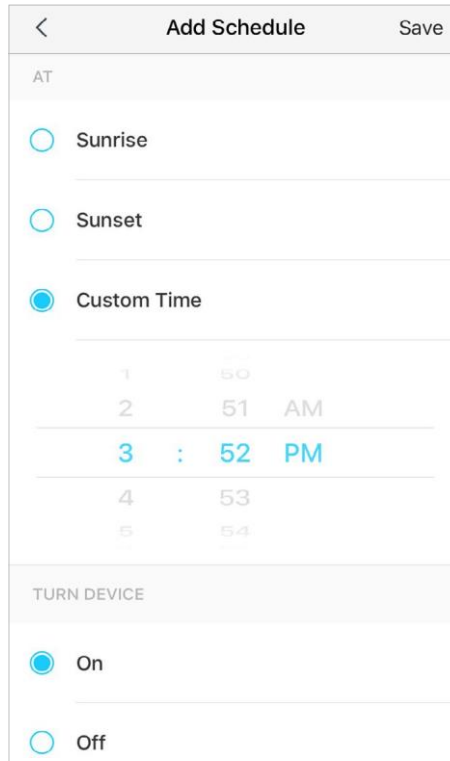 Add Schedule Save
AT
Sunrise
Sunset
Custom Time
1 50
2 51 AM
3 : 52 PM
4 53
5 54
TURN DEVICE
On
Off